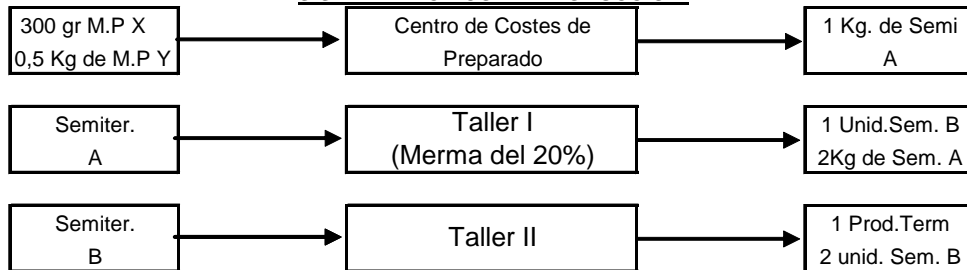 300 gr M.P X
0,5 Kg de M.P Y
Centro de Costes de
Preparado
1 Kg. de Semi
A
Semiter.
A
Taller I
(Merma del 20%)
1 Unid.Sem. B
2Kg de Sem. A
Semiter.
B
Taller II
1 Prod.Term
2 unid. Sem. B